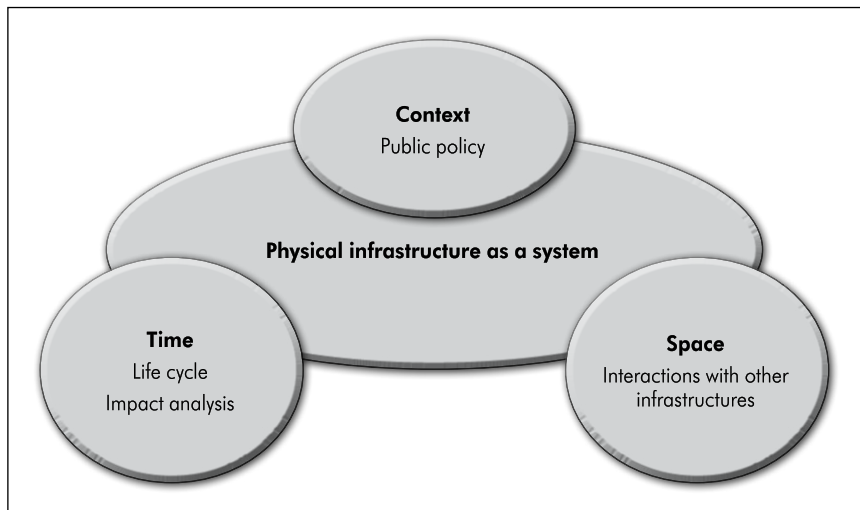 Context
Public policy
Physical infrastructure as a system
Time
Life cycle
Impact analysis
Space
Interactions with other
infrastructures